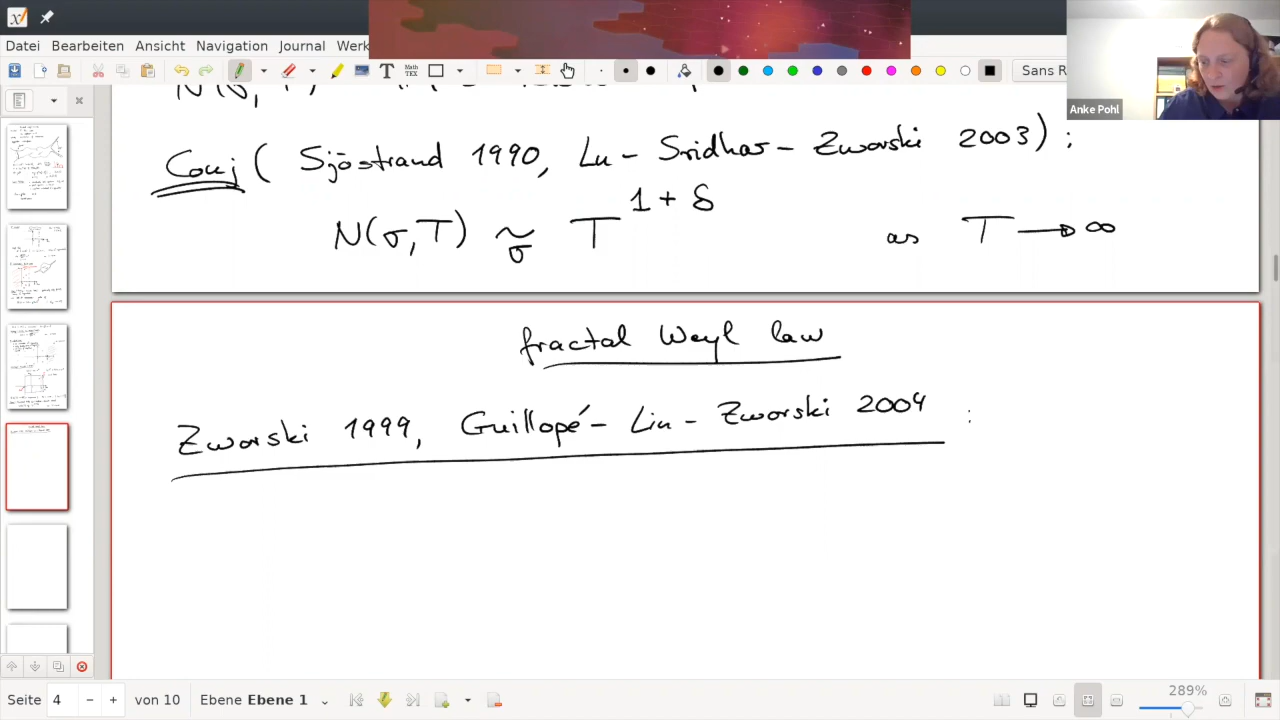 Datei Bearbeiten Ansicht Navigation Journal Werk
Sans R
Anke Pohl
N(σ,
Conj ( Sjöstrand 1990, Lu - Sridhar - Zworski 2003) :
N(σ,T) ~σ T^{1+δ} as T → ∞
fractal Weyl law
Zworski 1999, Guillopé - Lin - Zworski 2004 :
Seite 4 von 10 Ebene Ebene 1 289%